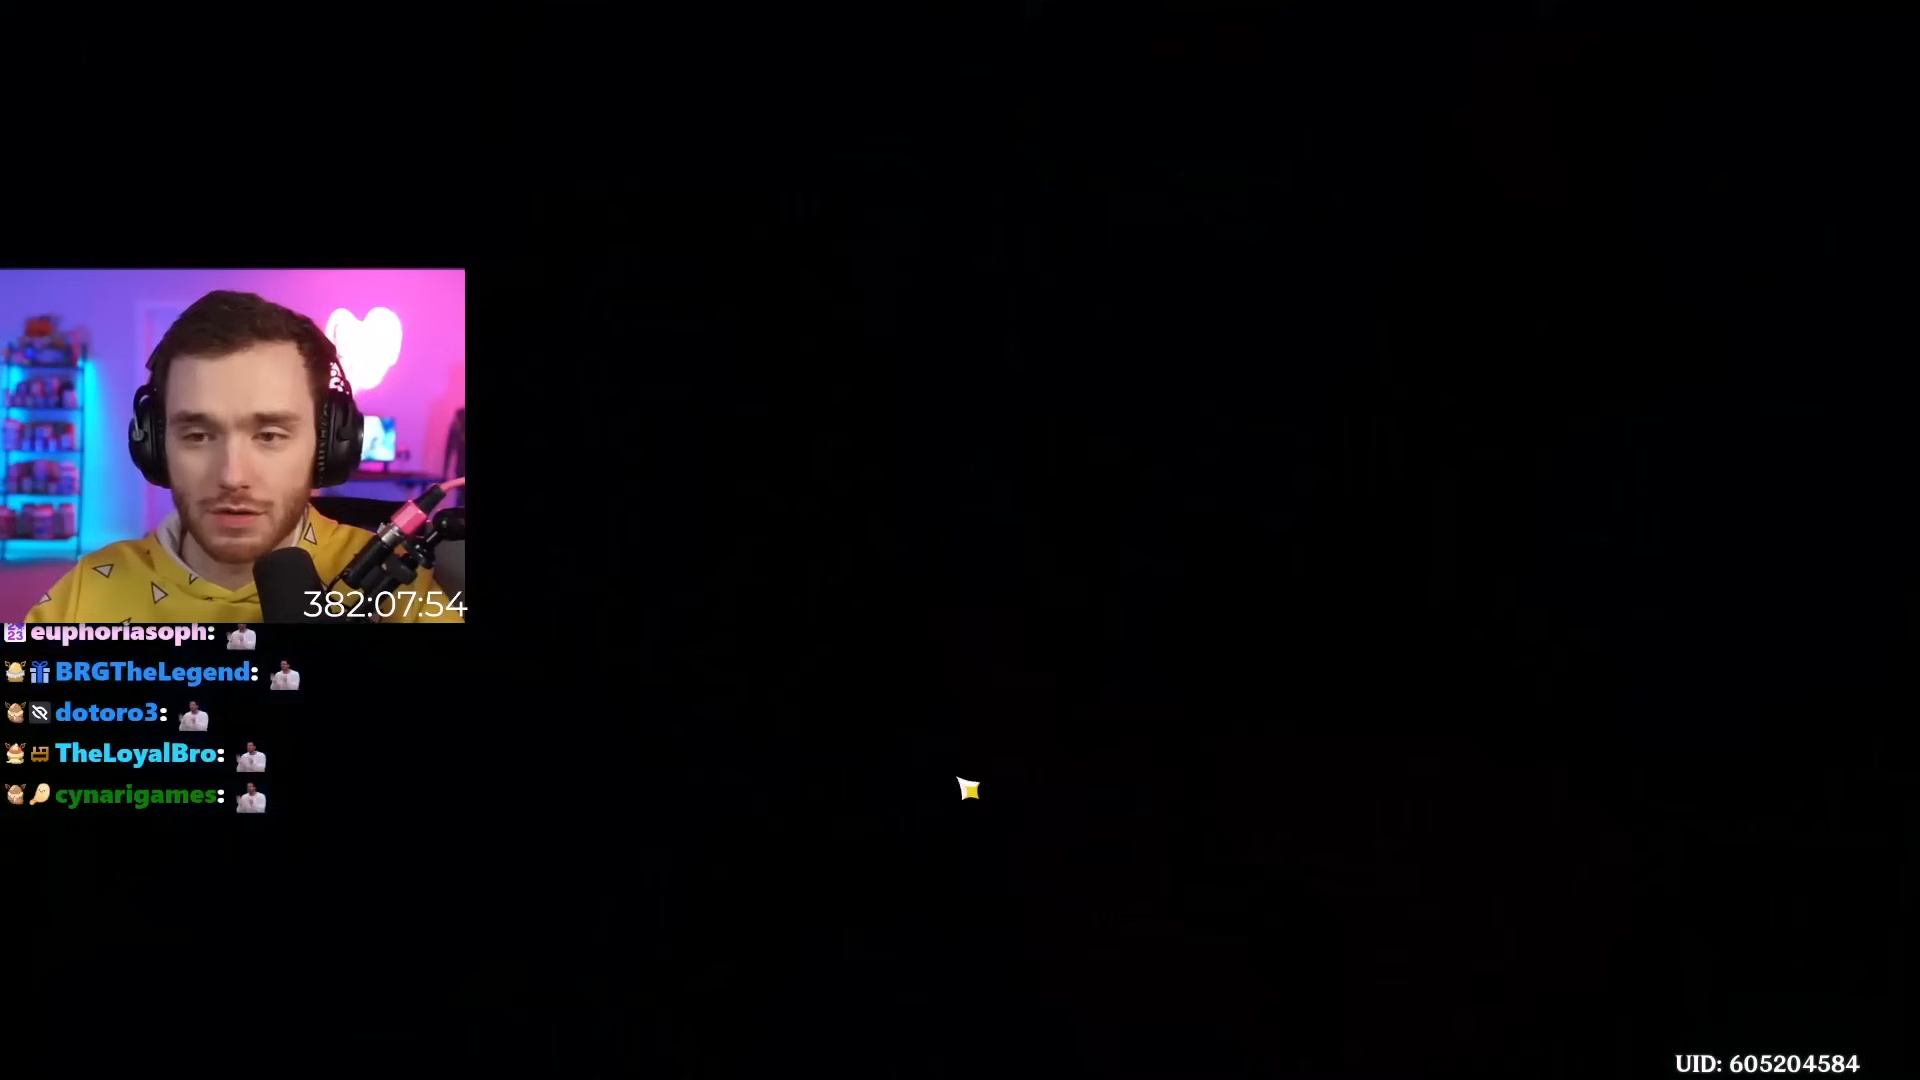 382:07:54
euphoriasoph:
BRGTheLegend:
dotoro3:
TheLoyalBro:
cynarigames:
UID: 605204584